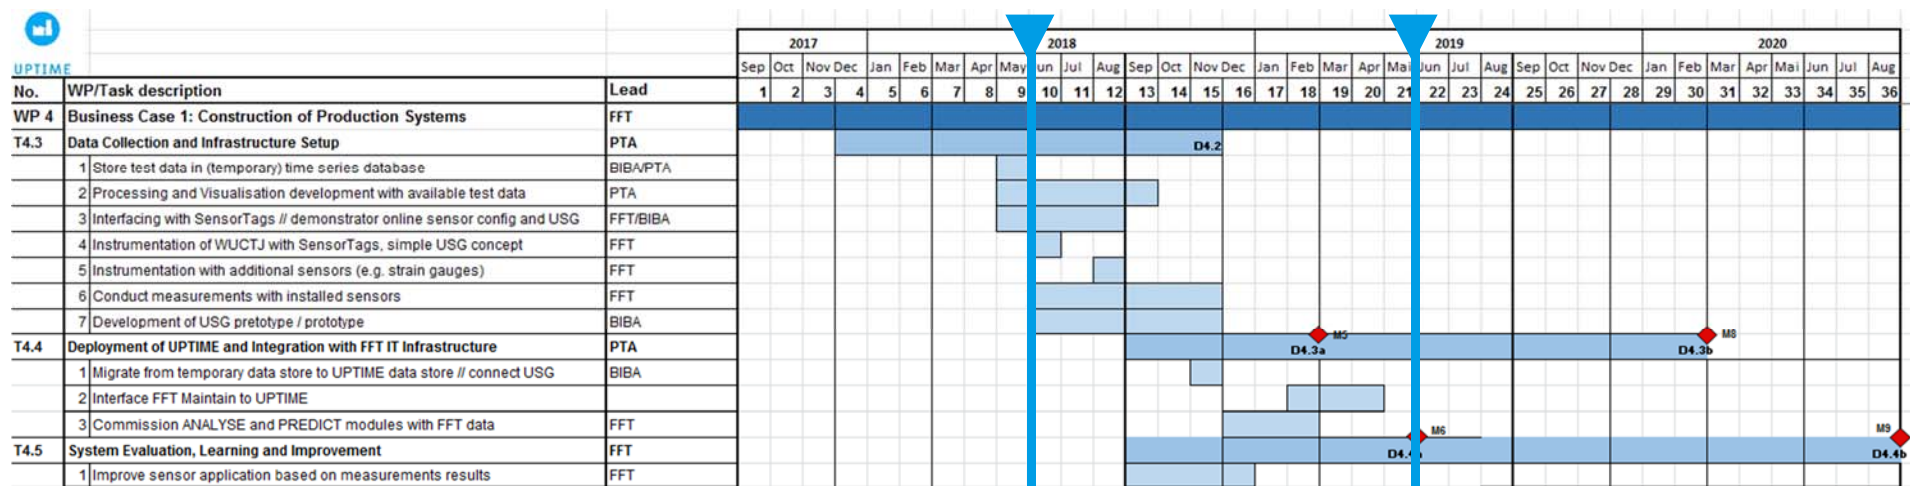 2017 2018 2019 2020
UPTIME Sep Oct Nov Dec Jan Feb Mar Apr May un Jul Aug Sep Oct Nov Dec Jan Feb Mar Apr Mai Jun Jul Aug Sep Oct Nov Dec Jan Feb Mar Apr Mai Jun Jul Aug
No. WP/Task description Lead 1 2 3 4 5 6 7 8 9 10 11 12 13 14 15 16 17 18 19 20 21 22 23 24 25 26 27 28 29 30 31 32 33 34 35 36
WP 4 Business Case 1: Construction of Production Systems FFT
T4.3 Data Collection and Infrastructure Setup PTA D4.2
1 Store test data in (temporary) time series database BIBA/PTA
2 Processing and Visualisation development with available test data PTA
3 Interfacing with SensorTags // demonstrator online sensor config and USG FFT/BIBA
4 Instrumentation of WUCTJ with SensorTags, simple USG concept FFT
5 Instrumentation with additional sensors (e.g. strain gauges) FFT
6 Conduct measurements with installed sensors FFT
7 Development of USG pretotype / prototype BIBA
M5 M8
T4.4 Deployment of UPTIME and Integration with FFT IT Infrastructure PTA D4.3a D4.3b
1 Migrate from temporary data store to UPTIME data store // connect USG BIBA
2 Interface FFT Maintain to UPTIME
3 Commission ANALYSE and PREDICT modules with FFT data FFT
M6 M9
T4.5 System Evaluation, Learning and Improvement FFT D4.4b
1 Improve sensor application based on measurements results FFT